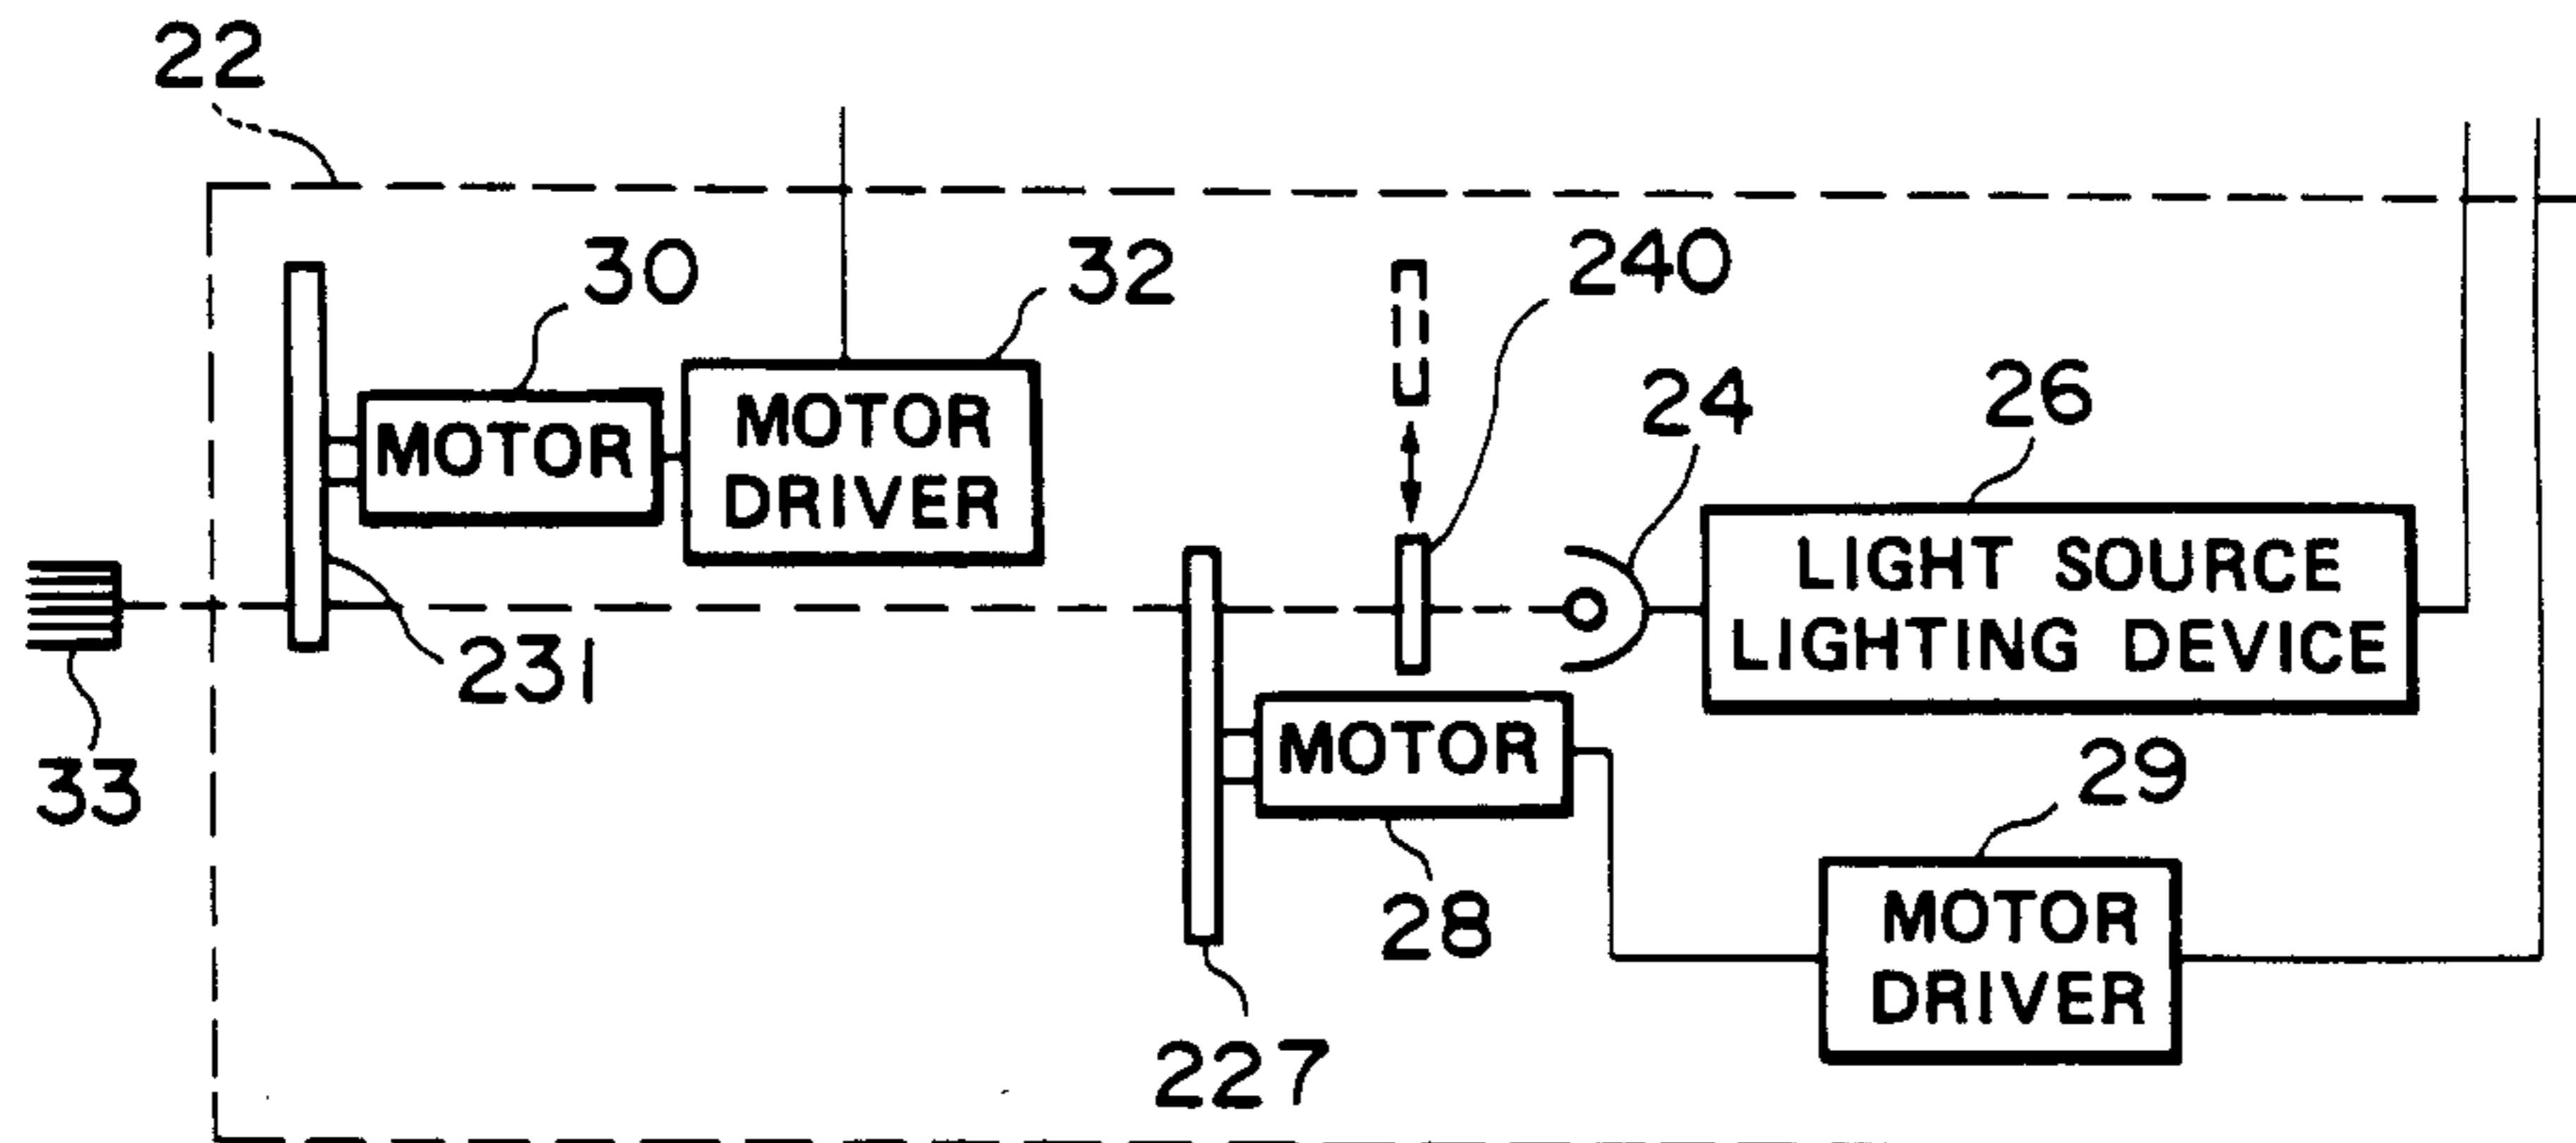 22
30
32
240
24
26
MOTOR
MOTOR
DRIVER
LIGHT SOURCE
LIGHTING DEVICE
231
33
MOTOR
28
29
MOTOR
DRIVER
227